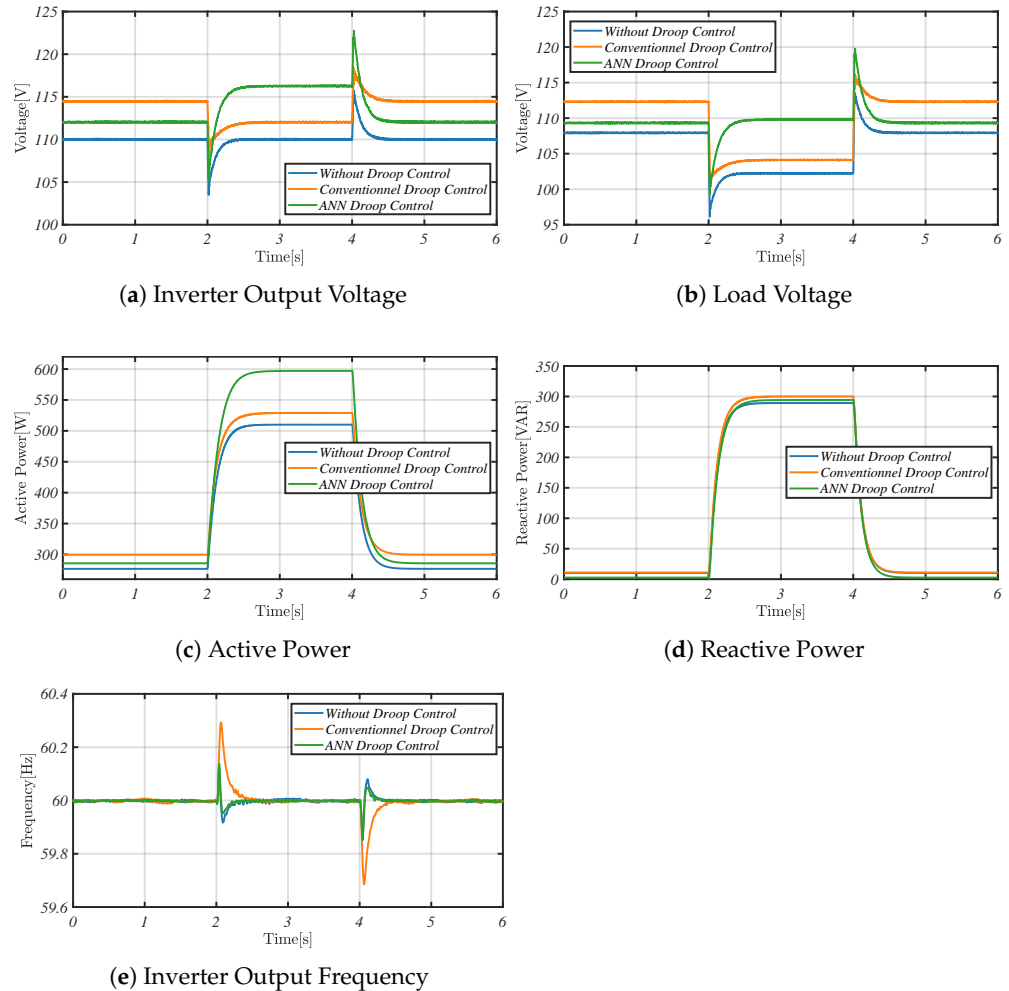 125
120
115
110
105
100
Voltage[V]
0 1 2 3 4 5 6
Time[s]
Without Droop Control
Conventionnel Droop Control
ANN Droop Control
(a) Inverter Output Voltage
125
120
115
110
105
100
95
Voltage[V]
0 1 2 3 4 5 6
Time[s]
Without Droop Control
Conventionnel Droop Control
ANN Droop Control
(b) Load Voltage
600
550
500
450
400
350
300
Active Power[W]
0 1 2 3 4 5 6
Time[s]
Without Droop Control
Conventionnel Droop Control
ANN Droop Control
(c) Active Power
350
300
250
200
150
100
50
0
Reactive Power[VAR]
0 1 2 3 4 5 6
Time[s]
Without Droop Control
Conventionnel Droop Control
ANN Droop Control
(d) Reactive Power
60.4
60.2
60
59.8
59.6
Frequency[Hz]
0 1 2 3 4 5 6
Time[s]
Without Droop Control
Conventionnel Droop Control
ANN Droop Control
(e) Inverter Output Frequency